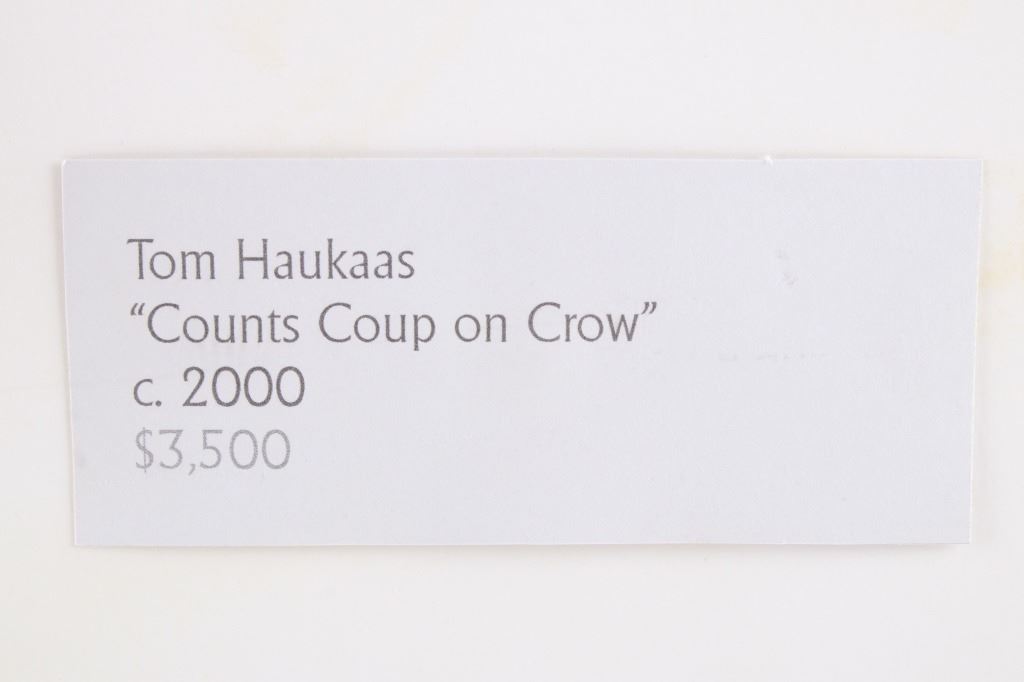 Tom Haukaas
“Counts Coup on Crow”
c. 2000
$3,500